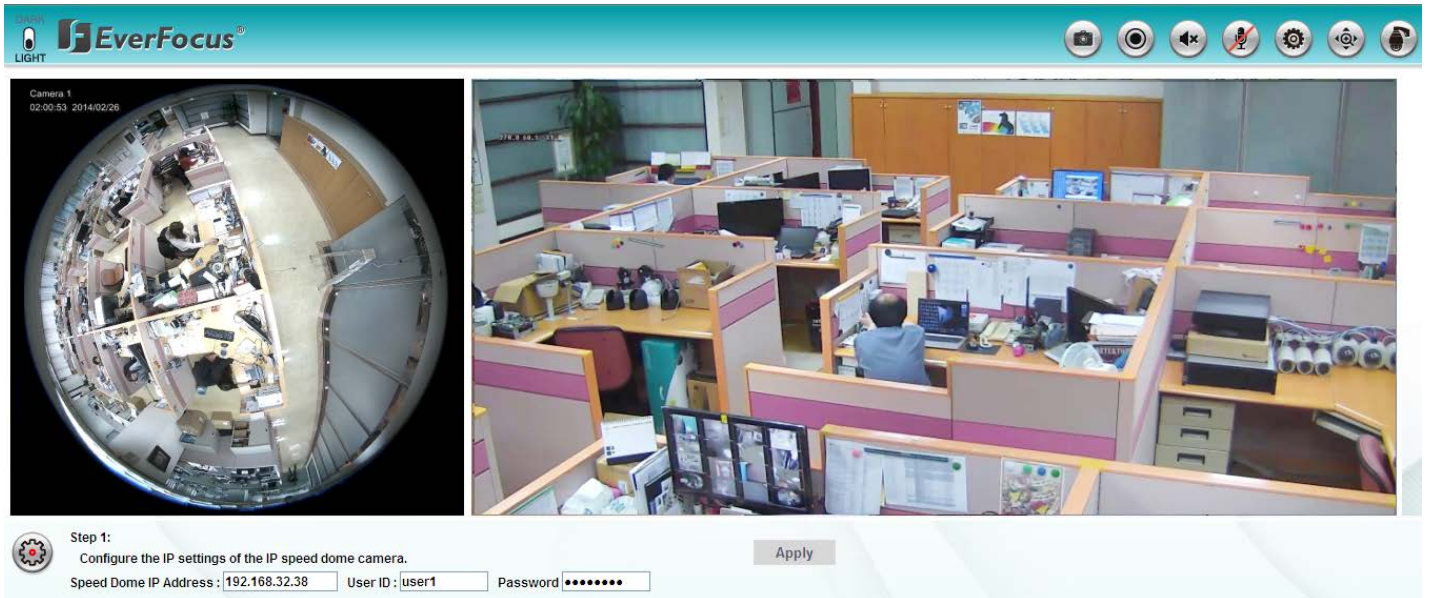 DARK
LIGHT
EverFocus®
Camera 1
02:00:53 2014/02/26
Step 1:
Configure the IP settings of the IP speed dome camera.
Apply
Speed Dome IP Address : 192.168.32.38 User ID : user1 Password ●●●●●●●●